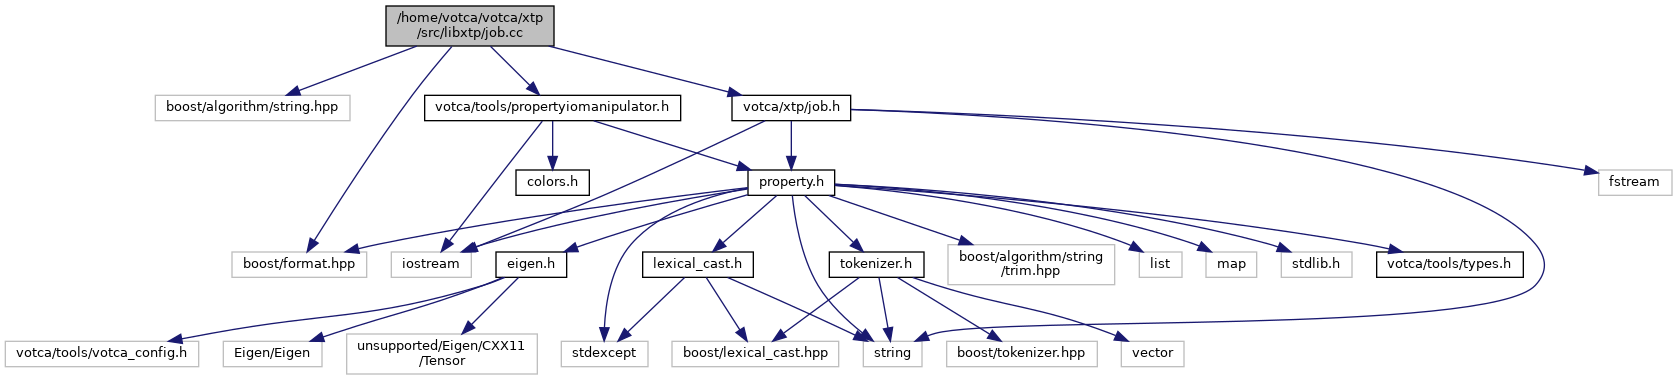 /home/votca/votca/xtp
/src/libxtp/job.cc
boost/algorithm/string.hpp
votca/tools/propertyiomanipulator.h
votca/xtp/job.h
colors.h
property.h
fstream
boost/format.hpp
iostream
eigen.h
lexical_cast.h
tokenizer.h
boost/algorithm/string
/trim.hpp
list
map
stdlib.h
votca/tools/types.h
votca/tools/votca_config.h
Eigen/Eigen
unsupported/Eigen/CXX11
/Tensor
stdexcept
boost/lexical_cast.hpp
string
boost/tokenizer.hpp
vector